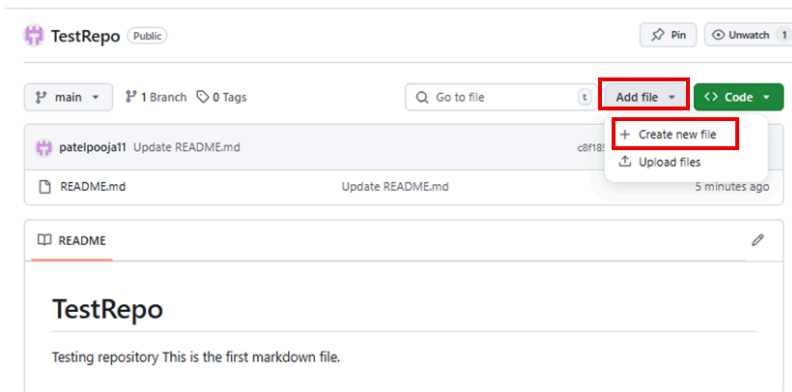 TestRepo Public Pin Unwatch 1
main 1 Branch 0 Tags Go to file t Add file Code
Create new file
patelpooja11 Update README.md c8f185
Upload files
README.md Update README.md 5 minutes ago
README
TestRepo
Testing repository This is the first markdown file.